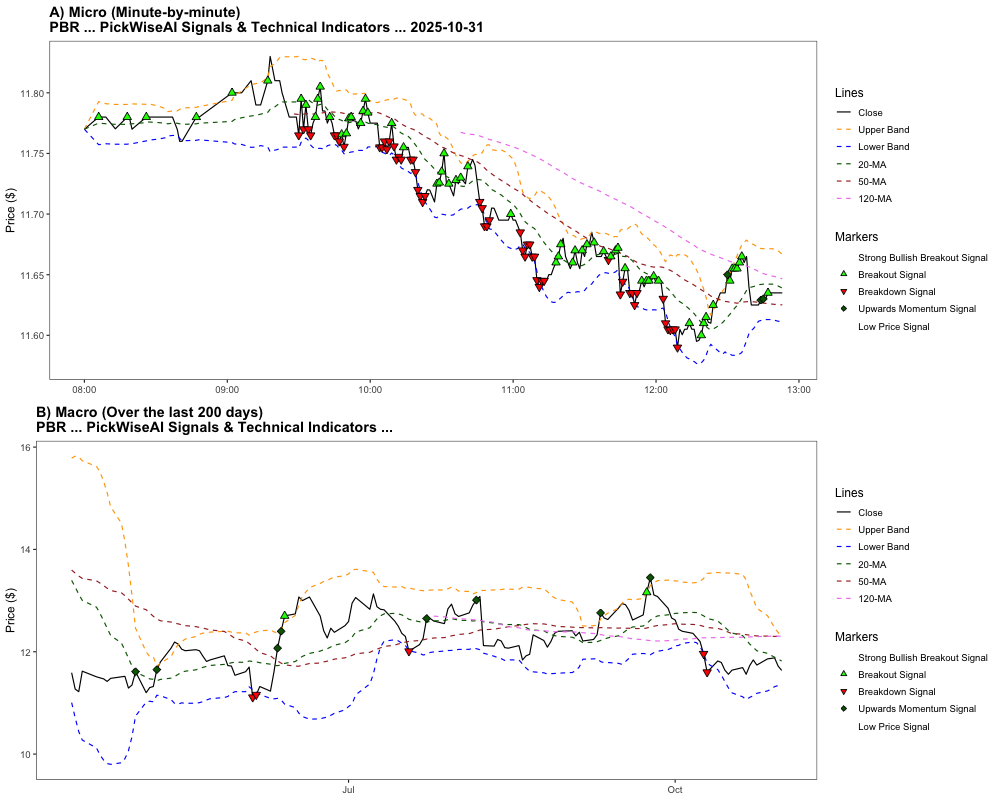 A) Micro (Minute-by-minute)
PBR ... PickWiseAI Signals & Technical Indicators ... 2025-10-31
Price ($)
11.80
11.75
11.70
11.65
11.60
08:00
09:00
10:00
11:00
12:00
13:00
Lines
Close
Upper Band
Lower Band
20-MA
50-MA
120-MA
Markers
Strong Bullish Breakout Signal
Breakout Signal
Breakdown Signal
Upwards Momentum Signal
Low Price Signal
B) Macro (Over the last 200 days)
PBR ... PickWiseAI Signals & Technical Indicators ...
Price ($)
16
14
12
10
Jul
Oct
Lines
Close
Upper Band
Lower Band
20-MA
50-MA
120-MA
Markers
Strong Bullish Breakout Signal
Breakout Signal
Breakdown Signal
Upwards Momentum Signal
Low Price Signal